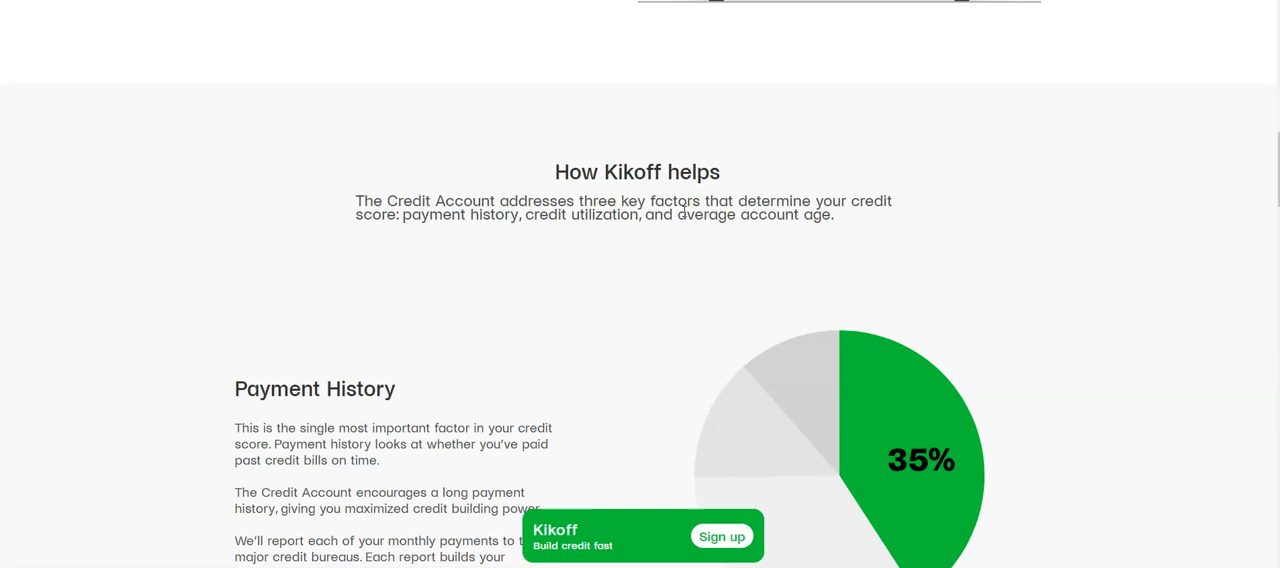 How Kikoff helps
The Credit Account addresses three key factors that determine your credit
score: payment history, credit utilization, and average account age.
Payment History
This is the single most important factor in your credit
score. Payment history looks at whether you've paid
past credit bills on time.
The Credit Account encourages a long payment
history, giving you maximized credit building power.
We'll report each of your monthly payments to
major credit bureaus. Each report builds your
35%
Kikoff
Build credit fast
Sign up